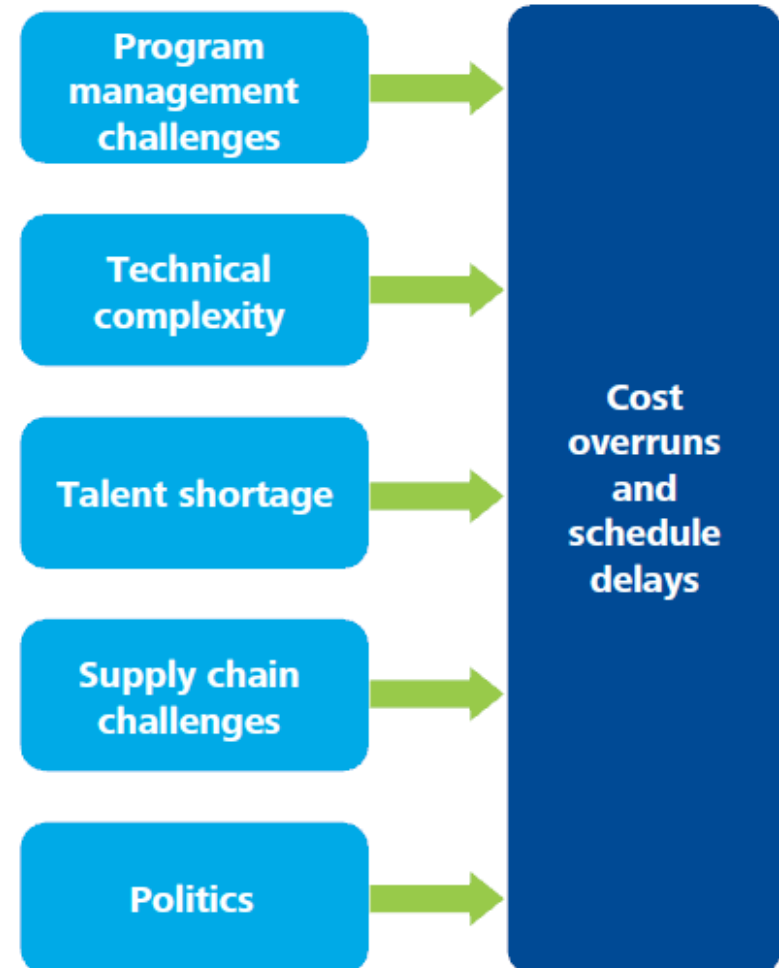 Program
management
challenges
Technical
complexity
Talent shortage
Supply chain
challenges
Politics
Cost
overruns
and
schedule
delays